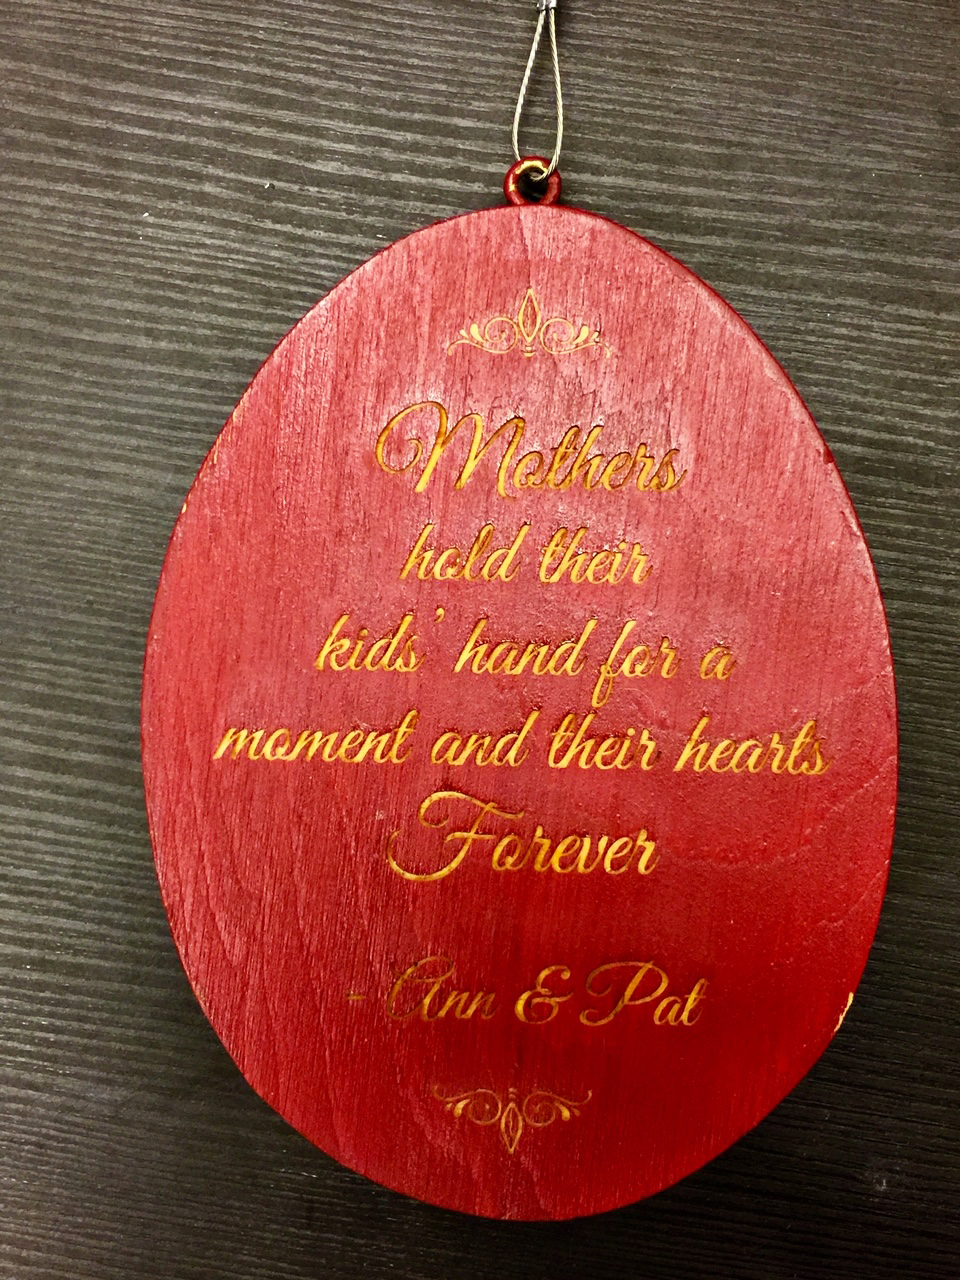 Mothers
hold their
kids' hand for a
moment and their hearts
Forever
- Ann & Pat